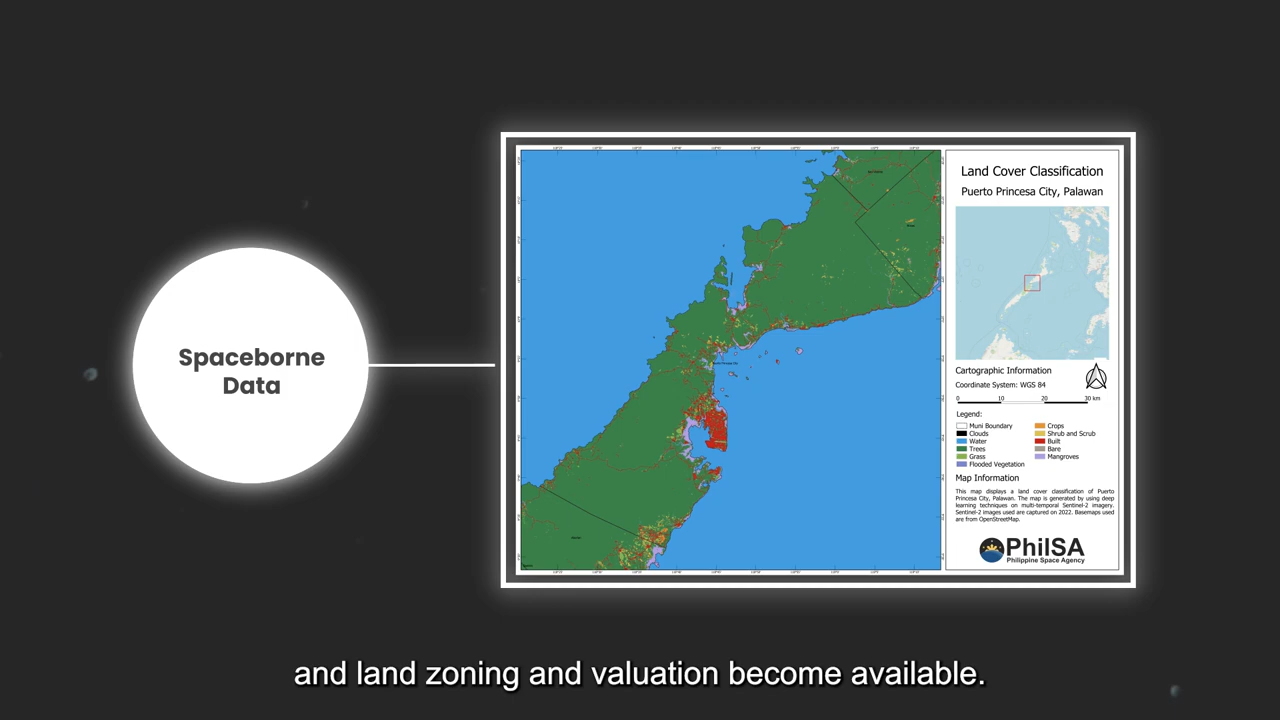 Spaceborne
Data
Land Cover Classification
Puerto Princesa City, Palawan
Cartographic Information
Coordinate System: WGS 84
0 10 20 30 km
Legend:
Muni Boundary
Clouds
Water
Trees
Grass
Flooded Vegetation
Crops
Shrub and Scrub
Built
Bare
Mangroves
Map Information
This map displays a land cover classification of Puerto
Princesa City, Palawan. The map is generated by using deep
learning techniques on multi-temporal Sentinel-2 imagery.
Sentinel-2 images used are captured on 2022. Basemaps used
are from OpenStreetMap.
PhilSA
Philippine Space Agency
and land zoning and valuation become available.